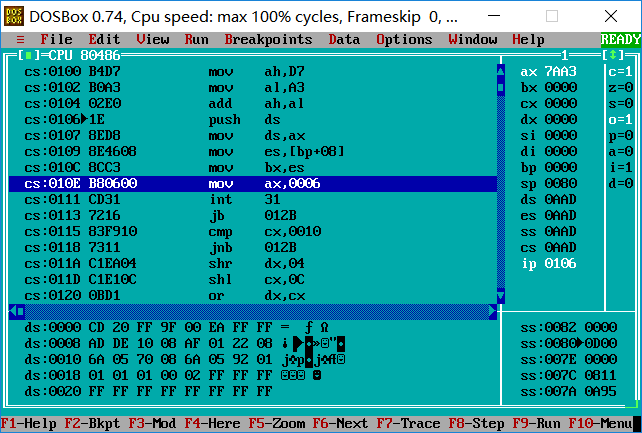 DOSBox 0.74, Cpu speed: max 100% cycles, Frameskip 0, ...
≡ File Edit View Run Breakpoints Data Options Window Help READY
[■]=CPU 80486 1 [↕]
cs:0100 B4D7 mov ah,D7 ax 7AA3 c=1
cs:0102 B0A3 mov al,A3 bx 0000 z=0
cs:0104 02E0 add ah,al cx 0000 s=0
cs:0106►1E push ds dx 0000 o=1
cs:0107 8ED8 mov ds,ax si 0000 p=0
cs:0109 8E4608 mov es,[bp+08] di 0000 a=0
cs:010C 8CC3 mov bx,es bp 0000 i=1
cs:010E B80600 mov ax,0006 sp 0080 d=0
cs:0111 CD31 int 31 ds 0AAD
cs:0113 7216 jb 012B es 0AAD
cs:0115 83F910 cmp cx,0010 ss 0AAD
cs:0118 7311 jnb 012B cs 0AAD
cs:011A C1EA04 shr dx,04 ip 0106
cs:011D C1E10C shl cx,0C
cs:0120 0BD1 or dx,cx
ds:0000 CD 20 FF 9F 00 EA FF FF = ƒ Ω ss:0082 0000
ds:0008 AD DE 10 08 AF 01 22 08 ss:0080►0D00
ds:0010 6A 05 70 08 6A 05 92 01 ss:007E 0000
ds:0018 01 01 01 00 02 FF FF FF ss:007C 0811
ds:0020 FF FF FF FF FF FF FF FF ss:007A 0A95
F1-Help F2-Bkpt F3-Mod F4-Here F5-Zoom F6-Next F7-Trace F8-Step F9-Run F10-Menu